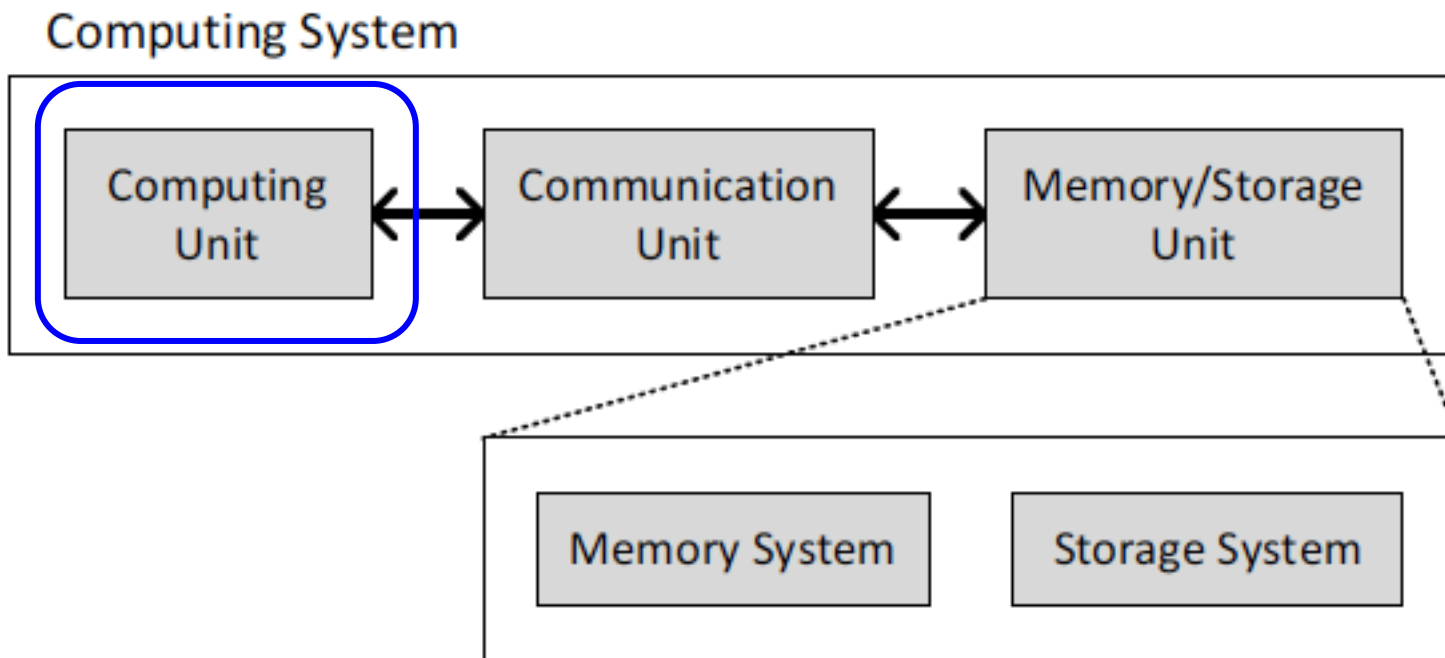 Computing System
Computing
Unit
Communication
Unit
Memory/Storage
Unit
Memory System
Storage System